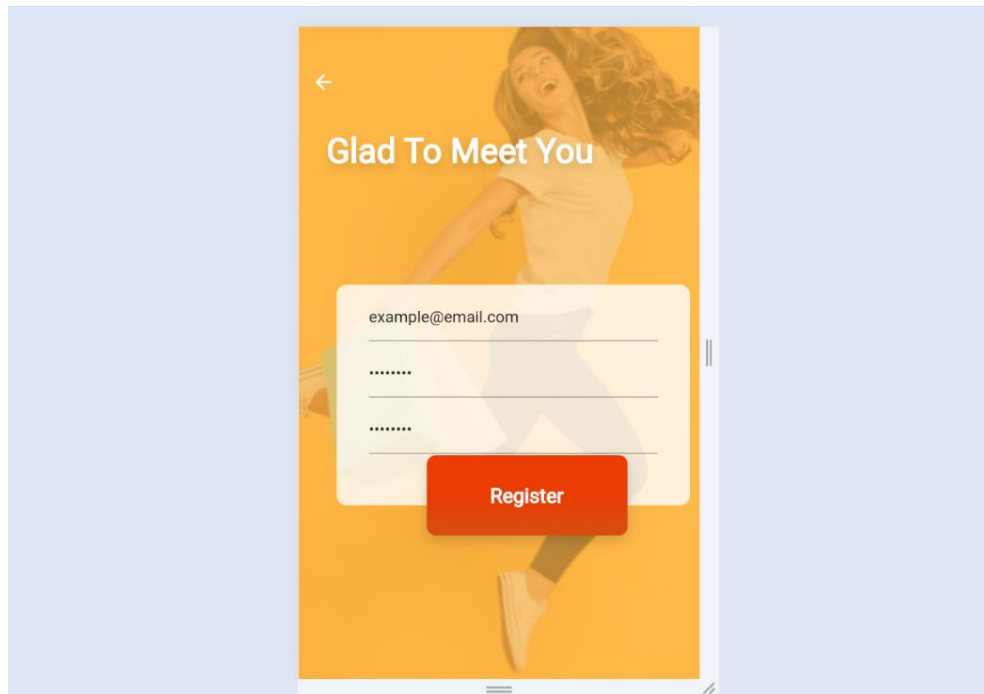 Glad To Meet You
example@email.com
••••••••
••••••••
Register